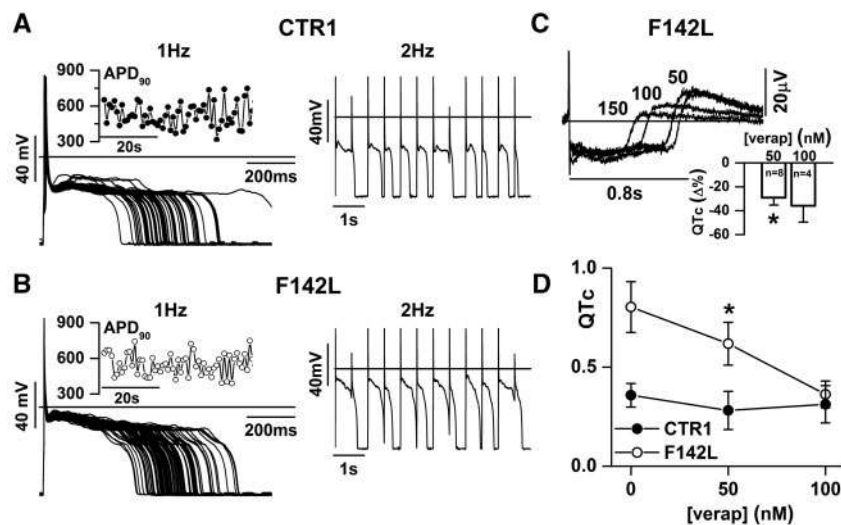 A
CTR1
1Hz
900
APD90
600
300
20s
40 mV
200ms
2Hz
40mV
1s
B
F142L
1Hz
900
APD90
600
300
20s
40 mV
200ms
2Hz
40mV
1s
C
F142L
50
100
150
20μV
0.8s
[verap] (nM)
50 100
0
n=8 n=4
-20
-40
-60
QTc (Δ%)
*
D
1.0
QTc
*
0.5
CTR1
F142L
0.0
0 50 100
[verap] (nM)